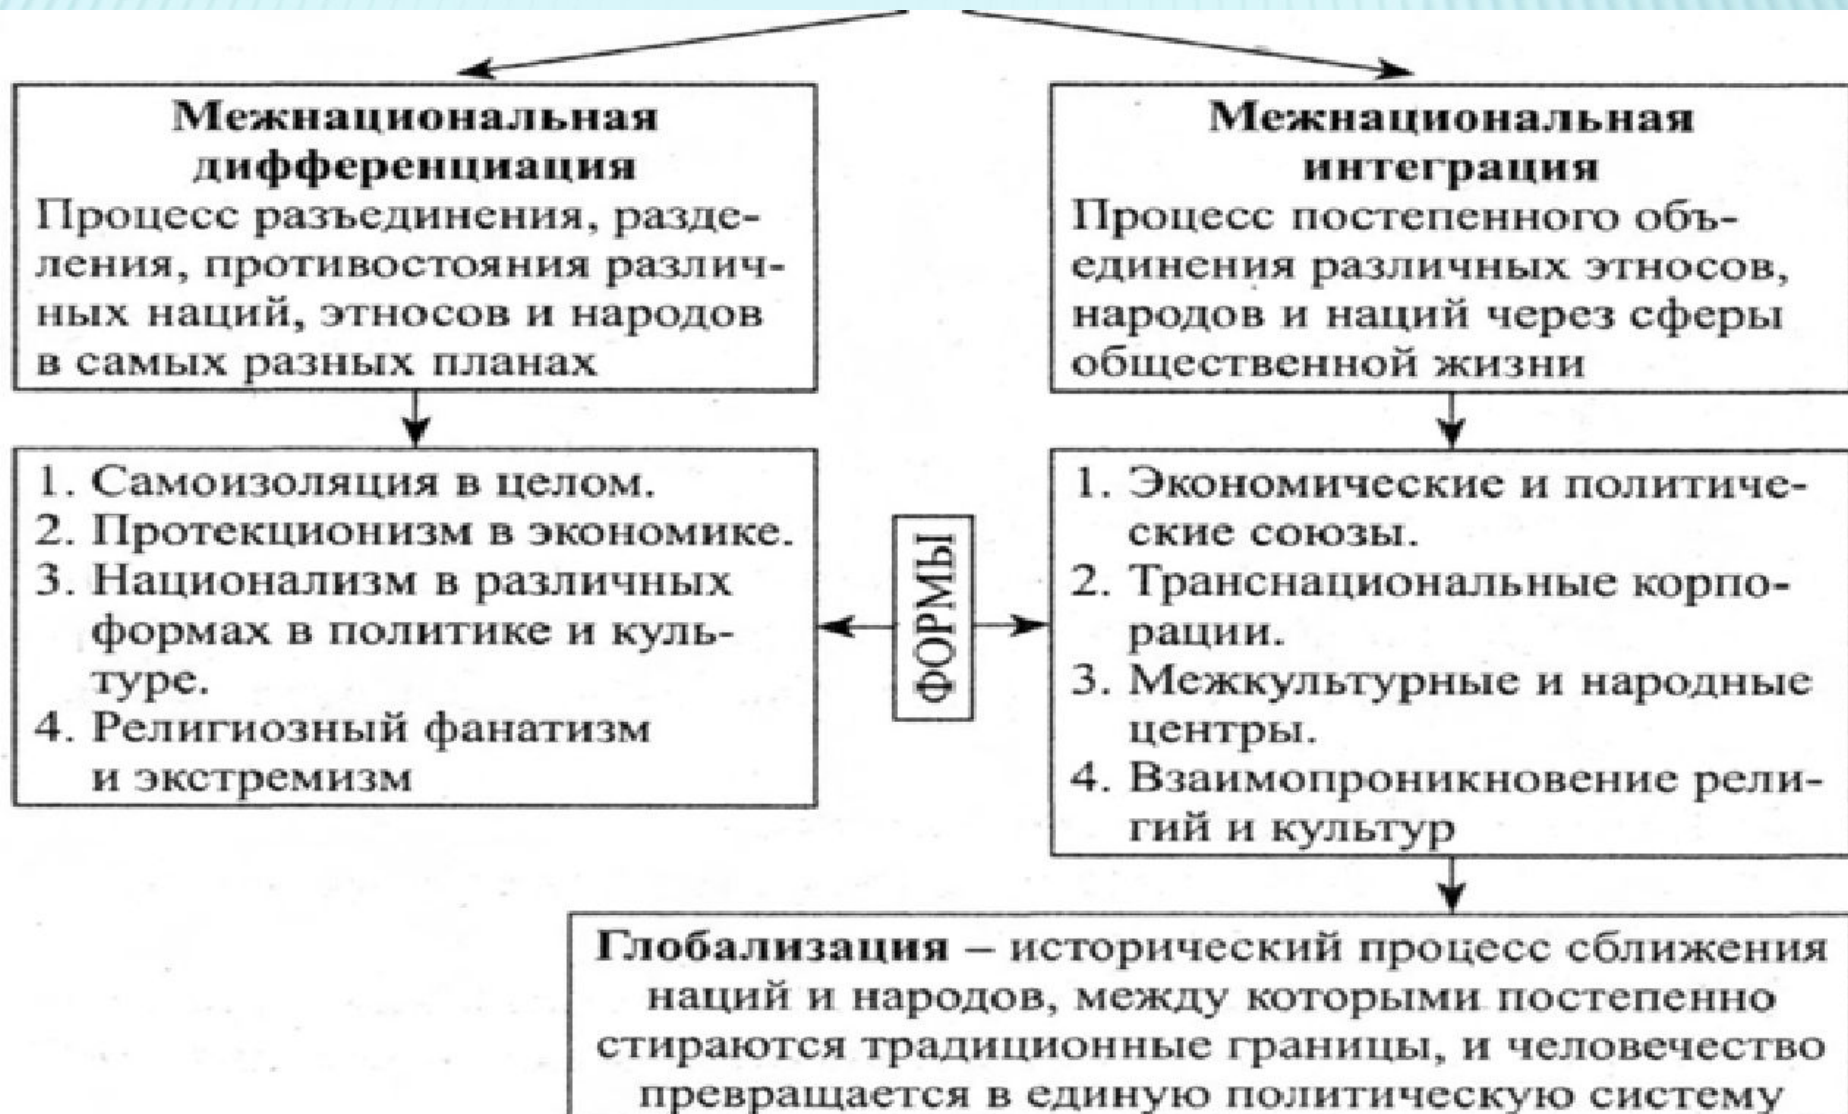 Межнациональная
дифференциация
Процесс разъединения, разде-
ления, противостояния различ-
ных наций, этносов и народов
в самых разных планах
Межнациональная
интеграция
Процесс постепенного объ-
единения различных этносов,
народов и наций через сферы
общественной жизни
1. Самоизоляция в целом.
2. Протекционизм в экономике.
3. Национализм в различных
формах в политике и куль-
туре.
4. Религиозный фанатизм
и экстремизм
ФОРМЫ
1. Экономические и политиче-
ские союзы.
2. Транснациональные корпо-
рации.
3. Межкультурные и народные
центры.
4. Взаимопроникновение рели-
гий и культур
Глобализация – исторический процесс сближения
наций и народов, между которыми постепенно
стираются традиционные границы, и человечество
превращается в единую политическую систему